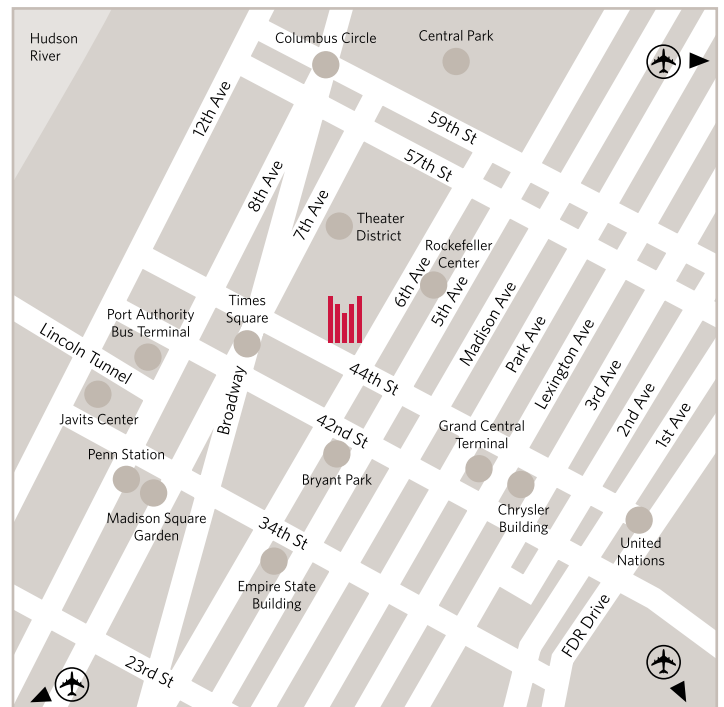 Hudson
River
Columbus Circle
Central Park
12th Ave
59th St
57th St
8th Ave
7th Ave
Theater
District
Rockefeller
Center
6th Ave
5th Ave
Madison Ave
Park Ave
Lexington Ave
3rd Ave
2nd Ave
1st Ave
Times
Square
Port Authority
Bus Terminal
Lincoln Tunnel
Javits Center
Broadway
44th St
42nd St
Grand Central
Terminal
Bryant Park
Chrysler
Building
Penn Station
Madison Square
Garden
34th St
United
Nations
Empire State
Building
FDR Drive
23rd St